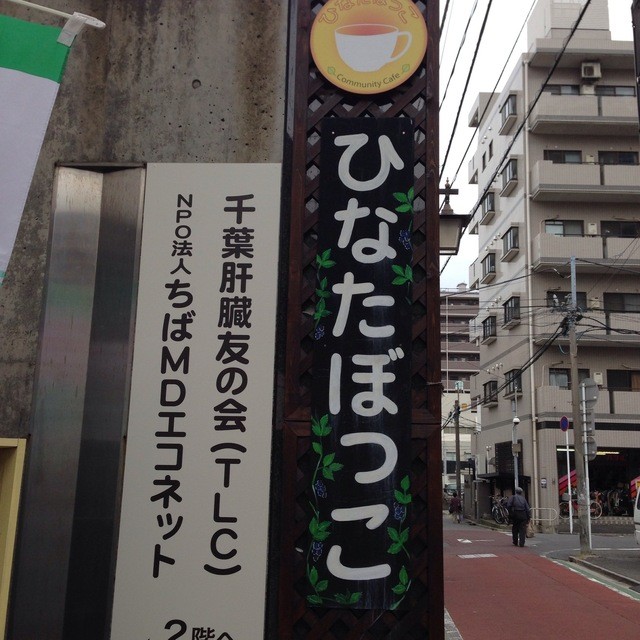 ひなたぼっこ
Community Cafe
ひなたぼっこ
千葉肝臓友の会(TLC)
NPO法人ちばMDエコネット
2階へ